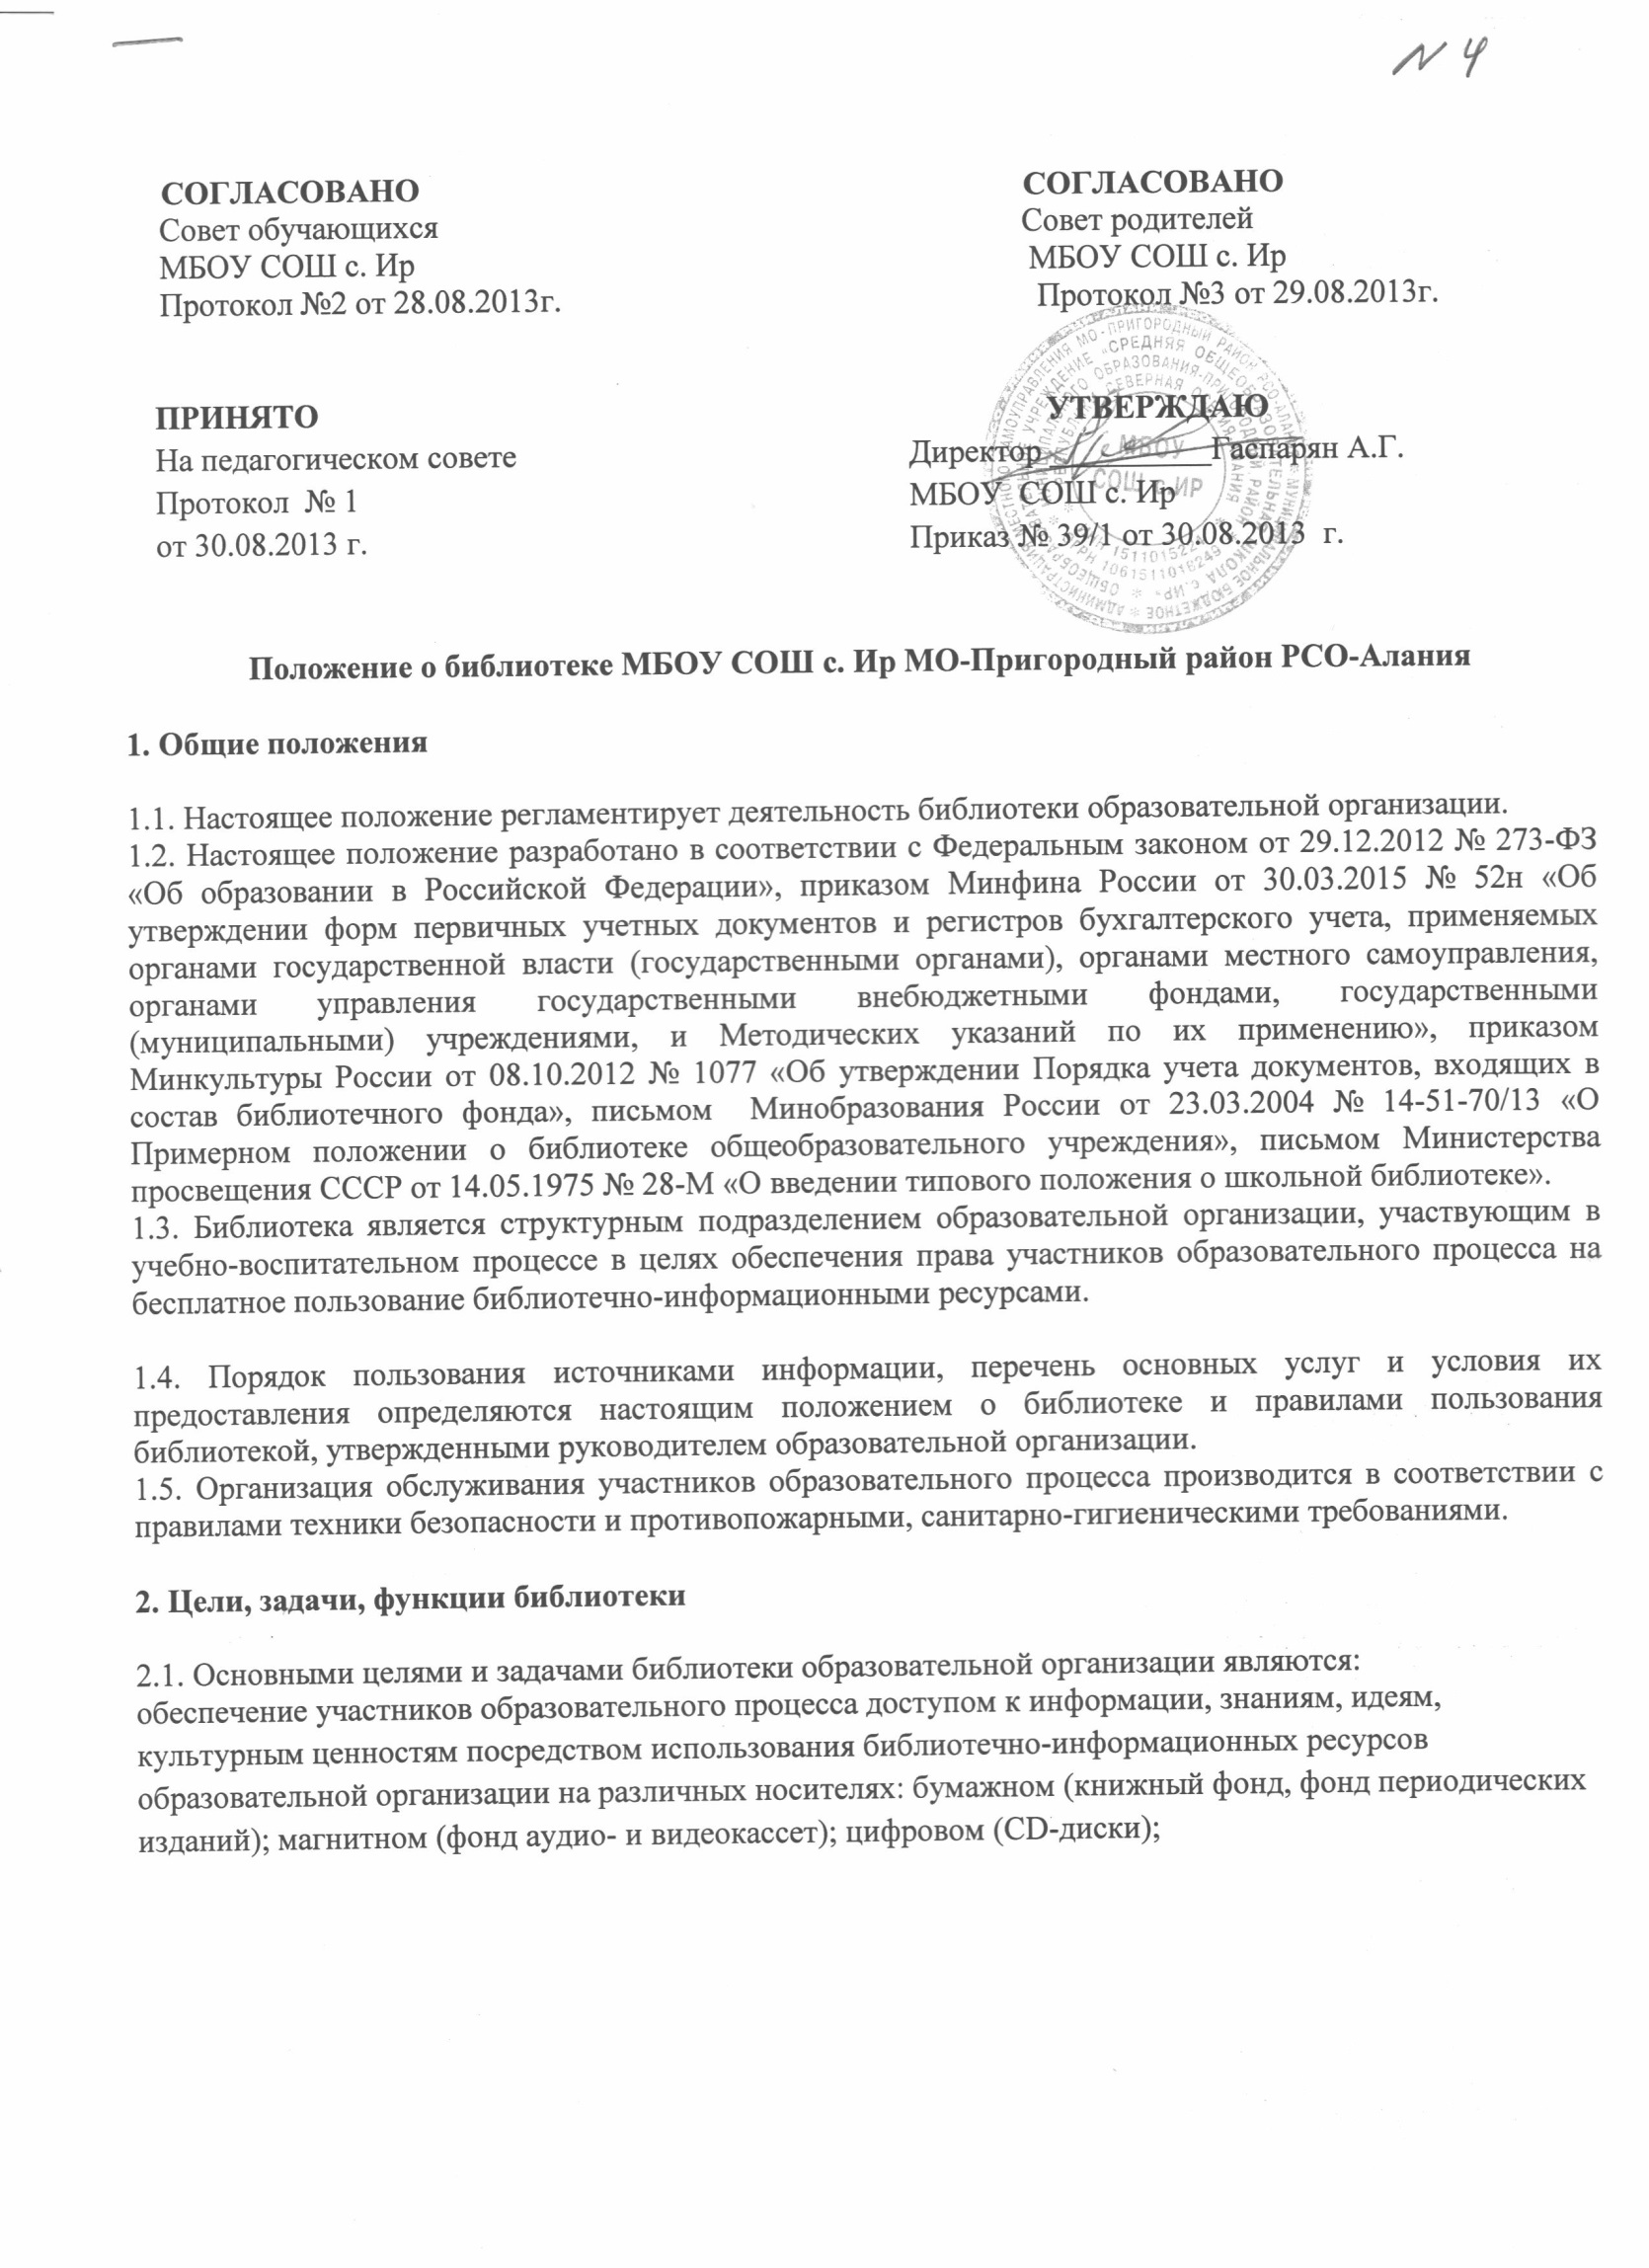 N 4
СОГЛАСОВАНО
Совет обучающихся
МБОУ СОШ с. Ир
Протокол №2 от 28.08.2013г.
СОГЛАСОВАНО
Совет родителей
МБОУ СОШ с. Ир
Протокол №3 от 29.08.2013г.
ПРИНЯТО
На педагогическом совете
Протокол № 1
от 30.08.2013 г.
УТВЕРЖДАЮ
Директор __________Гаспарян А.Г.
МБОУ СОШ с. Ир
Приказ № 39/1 от 30.08.2013 г.
МБОУ
СОШ с.ИР
Положение о библиотеке МБОУ СОШ с. Ир МО-Пригородный район РСО-Алания
1. Общие положения
1.1. Настоящее положение регламентирует деятельность библиотеки образовательной организации.
1.2. Настоящее положение разработано в соответствии с Федеральным законом от 29.12.2012 № 273-ФЗ
«Об образовании в Российской Федерации», приказом Минфина России от 30.03.2015 № 52н «Об
утверждении форм первичных учетных документов и регистров бухгалтерского учета, применяемых
органами государственной власти (государственными органами), органами местного самоуправления,
органами управления государственными внебюджетными фондами, государственными
(муниципальными) учреждениями, и Методических указаний по их применению», приказом
Минкультуры России от 08.10.2012 № 1077 «Об утверждении Порядка учета документов, входящих в
состав библиотечного фонда», письмом Минобразования России от 23.03.2004 № 14-51-70/13 «О
Примерном положении о библиотеке общеобразовательного учреждения», письмом Министерства
просвещения СССР от 14.05.1975 № 28-М «О введении типового положения о школьной библиотеке».
1.3. Библиотека является структурным подразделением образовательной организации, участвующим в
учебно-воспитательном процессе в целях обеспечения права участников образовательного процесса на
бесплатное пользование библиотечно-информационными ресурсами.
1.4. Порядок пользования источниками информации, перечень основных услуг и условия их
предоставления определяются настоящим положением о библиотеке и правилами пользования
библиотекой, утвержденными руководителем образовательной организации.
1.5. Организация обслуживания участников образовательного процесса производится в соответствии с
правилами техники безопасности и противопожарными, санитарно-гигиеническими требованиями.
2. Цели, задачи, функции библиотеки
2.1. Основными целями и задачами библиотеки образовательной организации являются:
обеспечение участников образовательного процесса доступом к информации, знаниям, идеям,
культурным ценностям посредством использования библиотечно-информационных ресурсов
образовательной организации на различных носителях: бумажном (книжный фонд, фонд периодических
изданий); магнитном (фонд аудио- и видеокассет); цифровом (CD-диски);